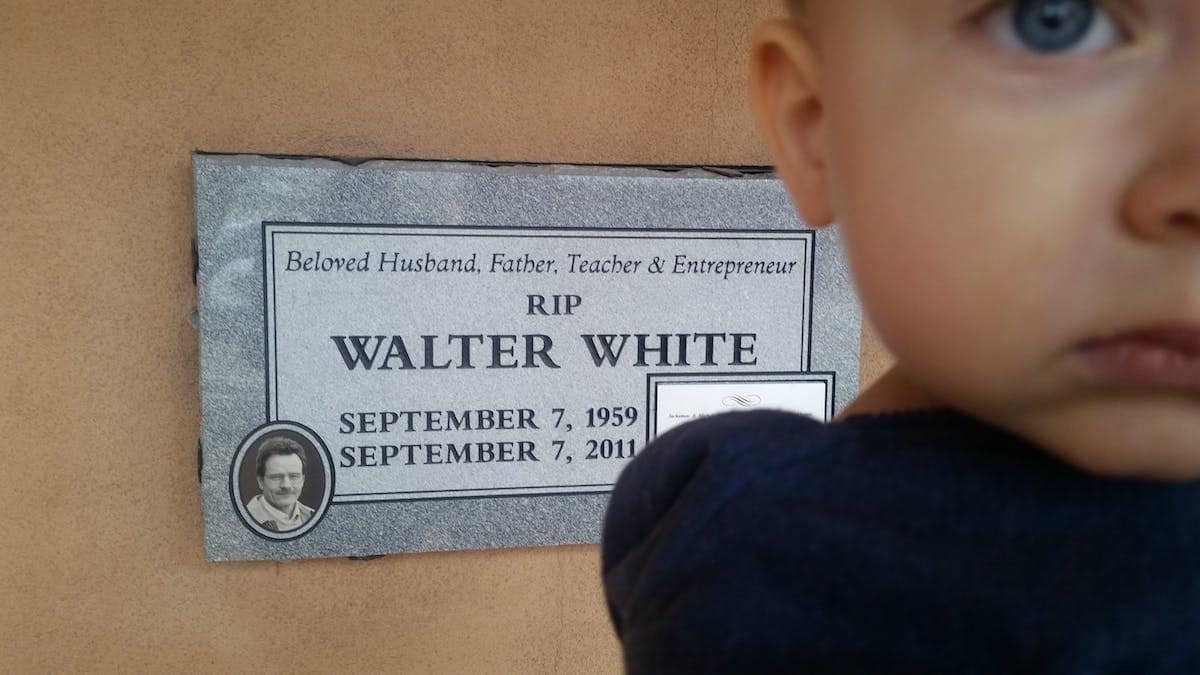 Beloved Husband, Father, Teacher & Entrepreneur
RIP
WALTER WHITE
SEPTEMBER 7, 1959
SEPTEMBER 7, 2011